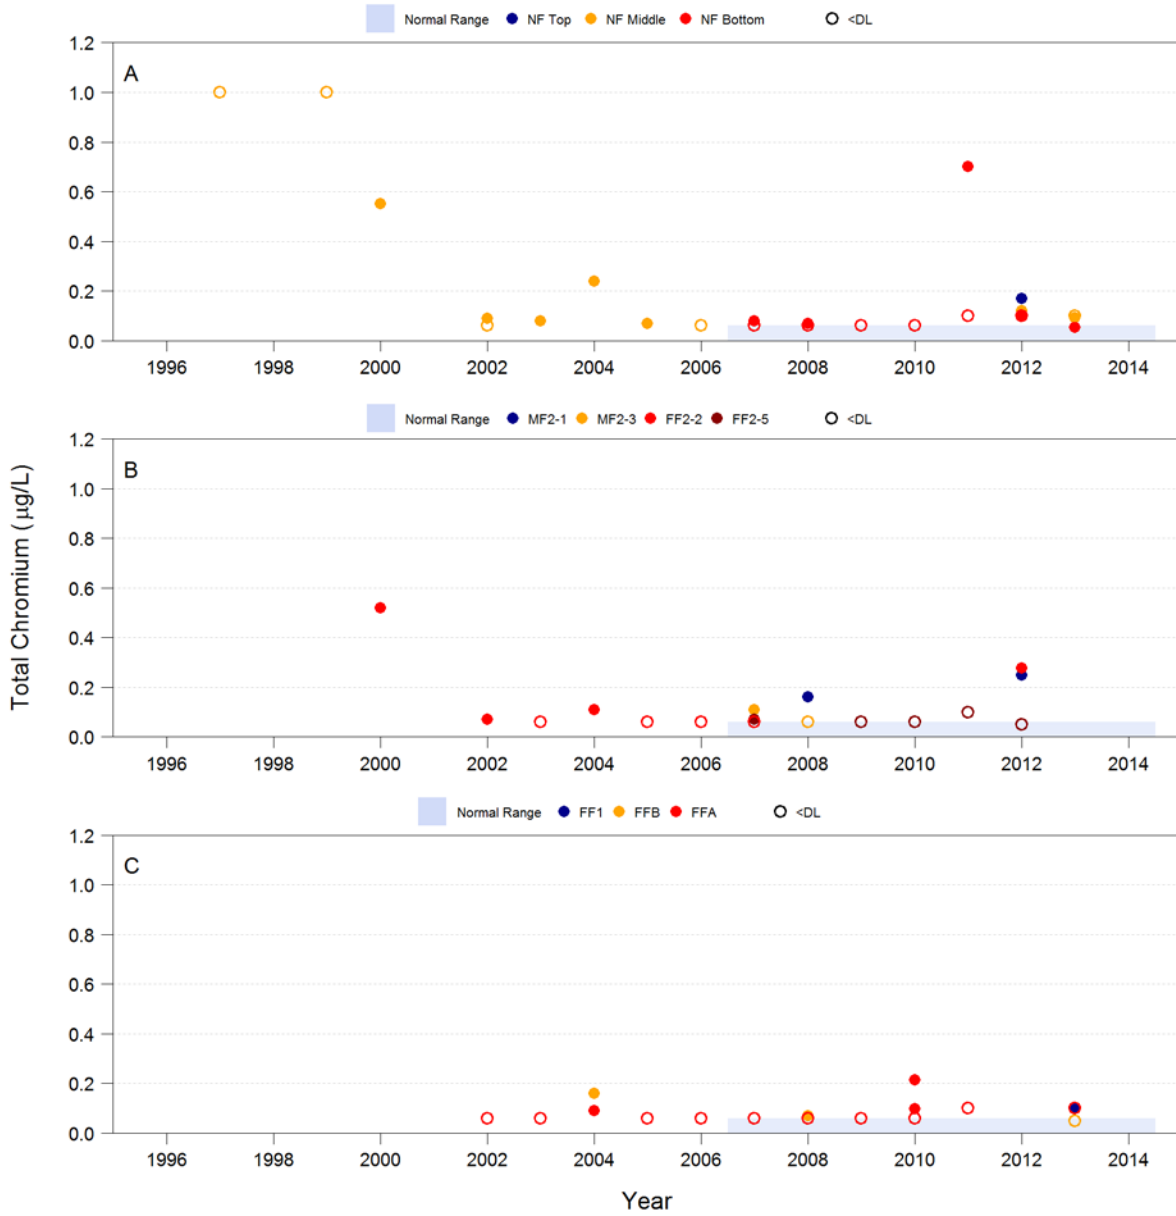 Normal Range NF Top NF Middle NF Bottom <DL
A
1.2
1.0
0.8
0.6
0.4
0.2
0.0
1996 1998 2000 2002 2004 2006 2008 2010 2012 2014
Normal Range MF2-1 MF2-3 FF2-2 FF2-5 <DL
B
1.2
1.0
0.8
0.6
0.4
0.2
0.0
1996 1998 2000 2002 2004 2006 2008 2010 2012 2014
Total Chromium ( μg/L)
Normal Range FF1 FFB FFA <DL
C
1.2
1.0
0.8
0.6
0.4
0.2
0.0
1996 1998 2000 2002 2004 2006 2008 2010 2012 2014
Year